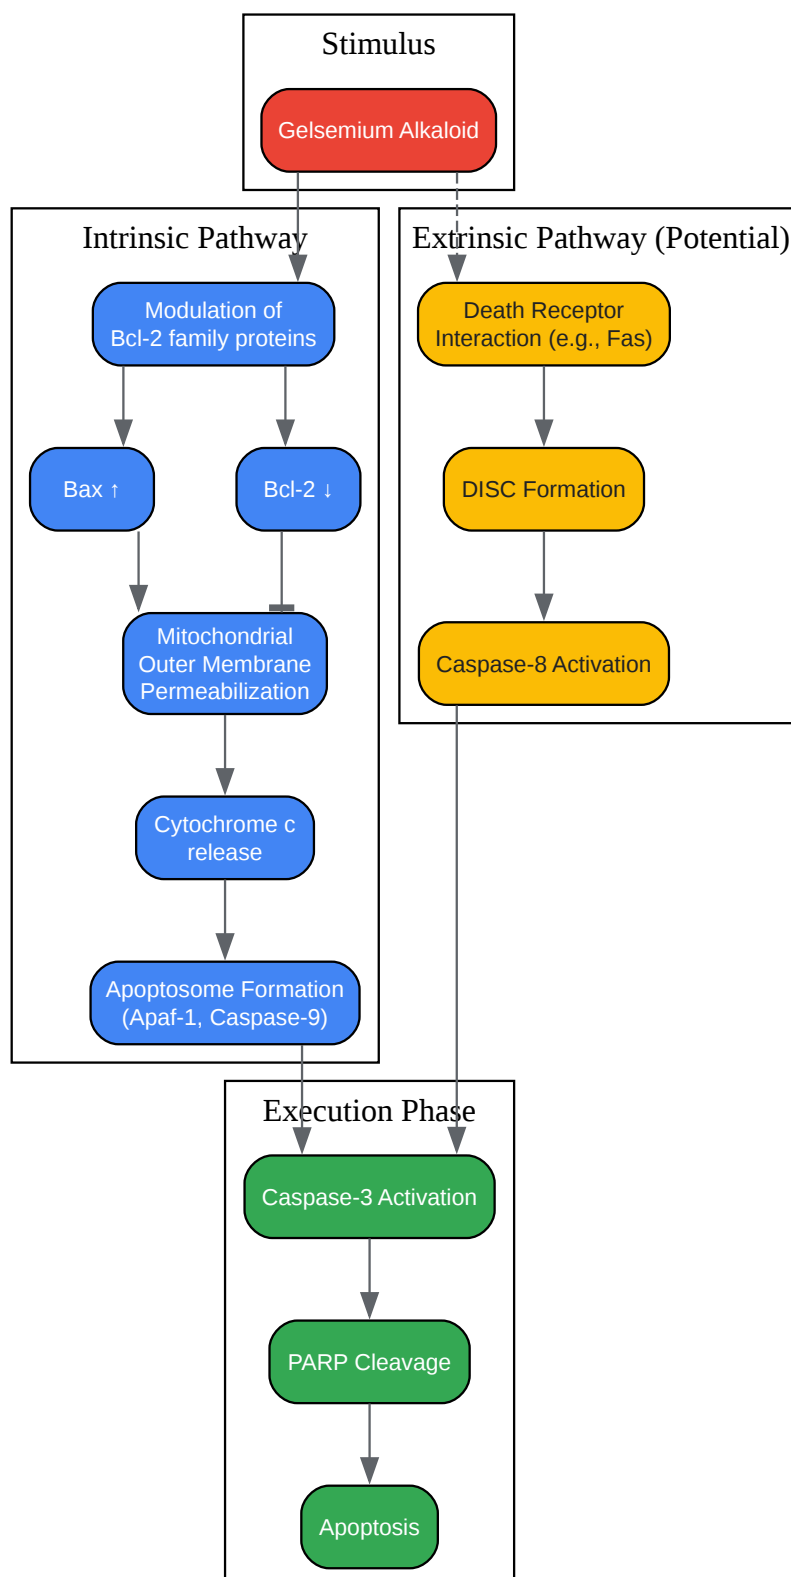 Stimulus
Gelsemium Alkaloid
Intrinsic Pathway
Modulation of
Bcl-2 family proteins
Bax ↑
Bcl-2 ↓
Mitochondrial
Outer Membrane
Permeabilization
Cytochrome c
release
Apoptosome Formation
(Apaf-1, Caspase-9)
Extrinsic Pathway (Potential)
Death Receptor
Interaction (e.g., Fas)
DISC Formation
Caspase-8 Activation
Execution Phase
Caspase-3 Activation
PARP Cleavage
Apoptosis